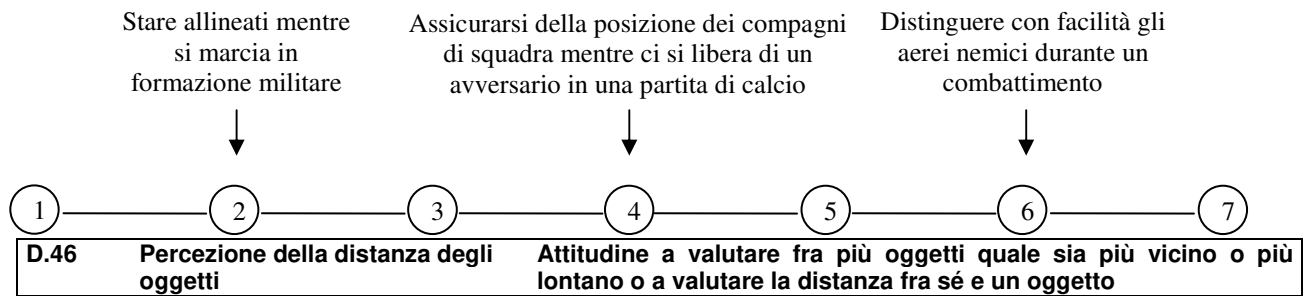 Stare allineati mentre
si marcia in
formazione militare
Assicurarsi della posizione dei compagni
di squadra mentre ci si libera di un
avversario in una partita di calcio
Distinguere con facilità gli
aerei nemici durante un
combattimento
1 2 3 4 5 6 7
D.46 Percezione della distanza degli
oggetti
Attitudine a valutare fra più oggetti quale sia più vicino o più
lontano o a valutare la distanza fra sé e un oggetto